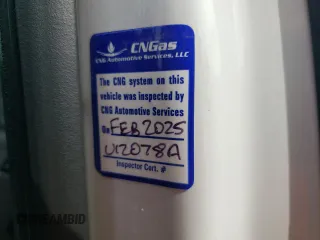 CNGas
CNG Automotive Services, LLC
The CNG system on this
vehicle was inspected by
CNG Automotive Services
On FEB 2025
U12078A
Inspector Cert. #